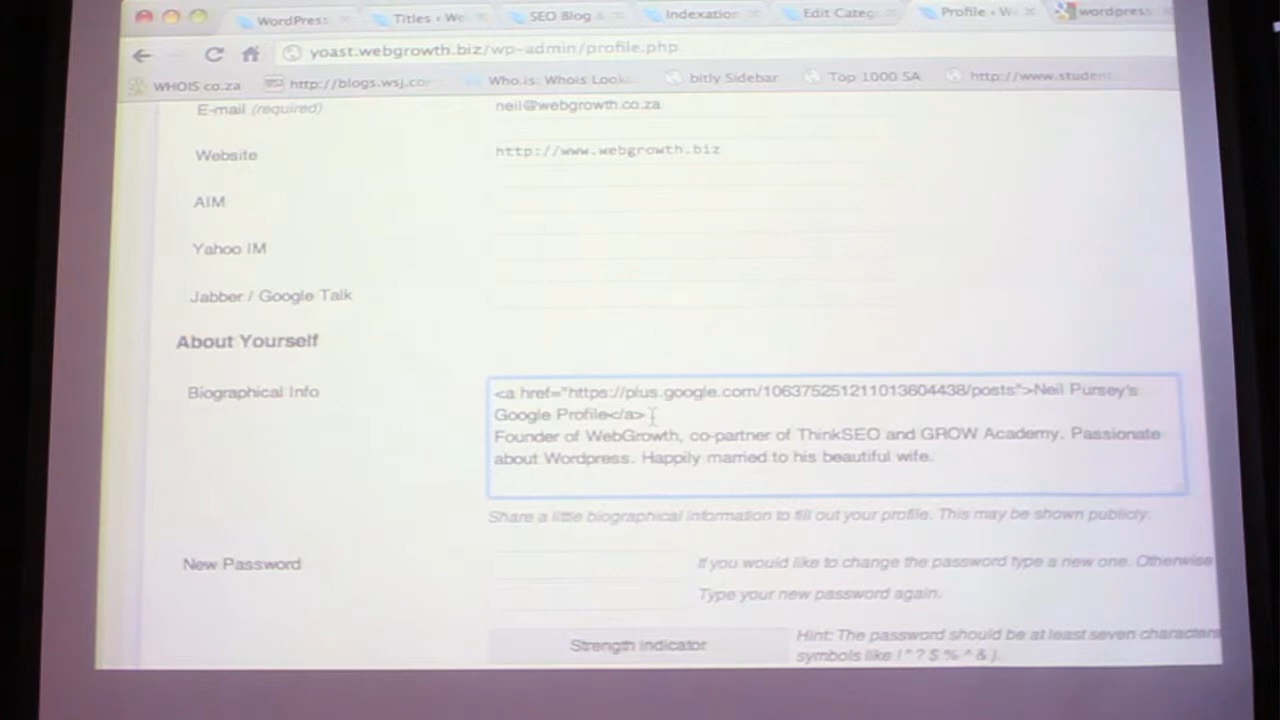 WordPress Titles ‹ We SEO Blog & Indexation Edit Categ Profile ‹ W wordpress
yoast.webgrowth.biz/wp-admin/profile.php
WHOIS co.za http://blogs.wsj.cor Who.is: Whois Look bitly Sidebar Top 1000 SA http://www.student
E-mail (required) neil@webgrowth.co.za
Website http://www.webgrowth.biz
AIM
Yahoo IM
Jabber / Google Talk
About Yourself
Biographical Info
<a href="https://plus.google.com/106375251211013604438/posts">Neil Pursey's
Google Profile</a>
Founder of WebGrowth, co-partner of ThinkSEO and GROW Academy. Passionate
about Wordpress. Happily married to his beautiful wife.
Share a little biographical information to fill out your profile. This may be shown publicly.
New Password If you would like to change the password type a new one. Otherwise
Type your new password again.
Strength indicator Hint: The password should be at least seven characters
symbols like ! " ? $ % ^ & ).